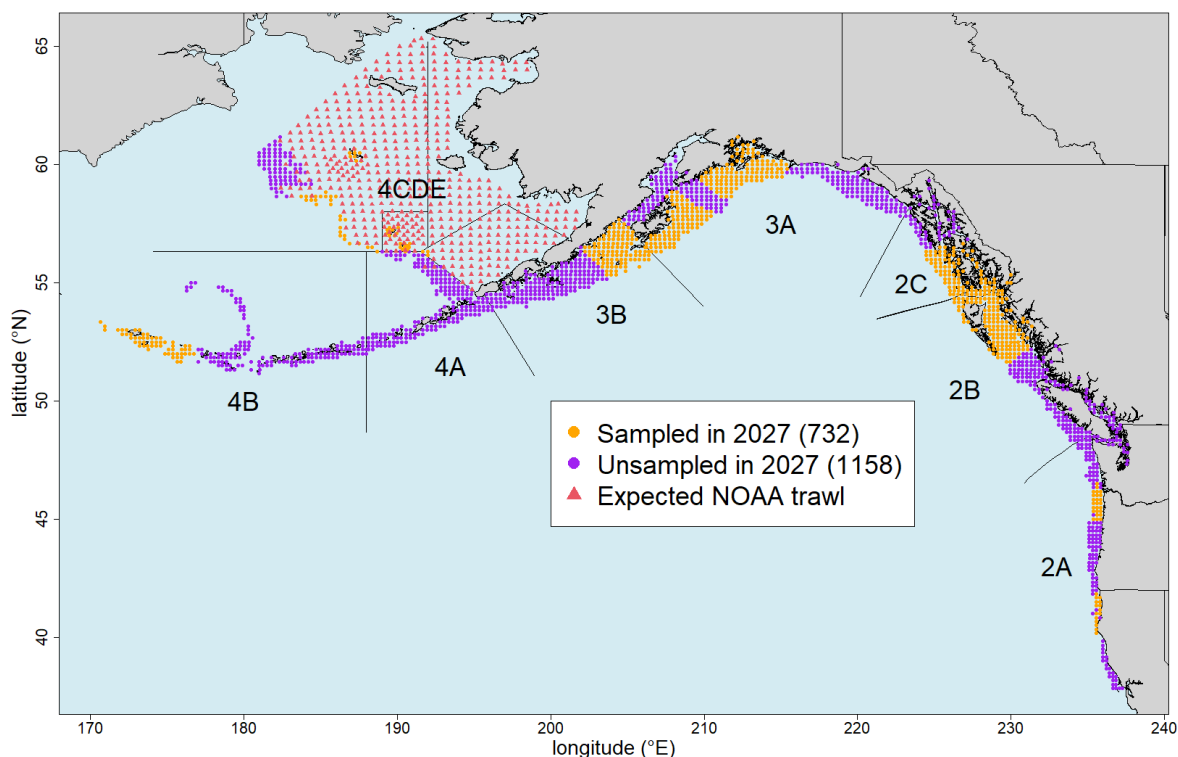 65
60
55
50
45
40
latitude (°N)
4CDE
3A
2C
3B
4A
4B
2B
2A
Sampled in 2027 (732)
Unsampled in 2027 (1158)
Expected NOAA trawl
170
180
190
200
210
220
230
240
longitude (°E)